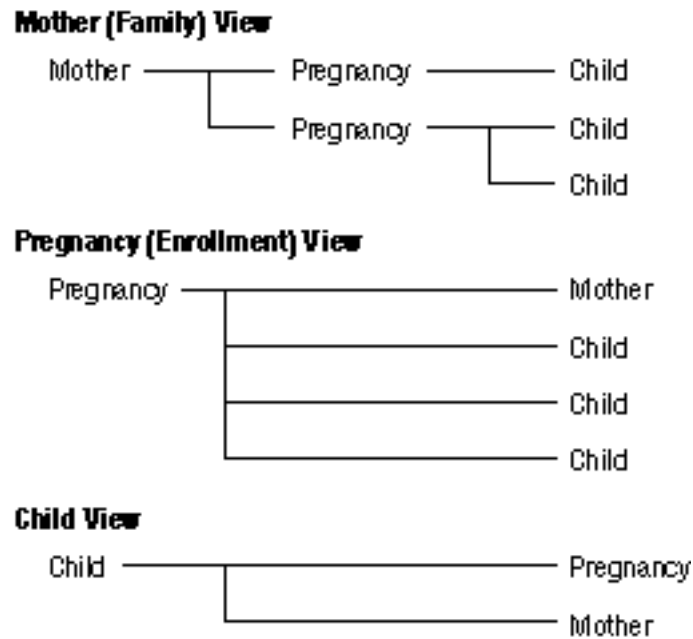 Mother (Family) View
Mother Pregnancy Child
Pregnancy Child
Child
Pregnancy (Enrollment) View
Pregnancy Mother
Child
Child
Child
Child View
Child Pregnancy
Mother